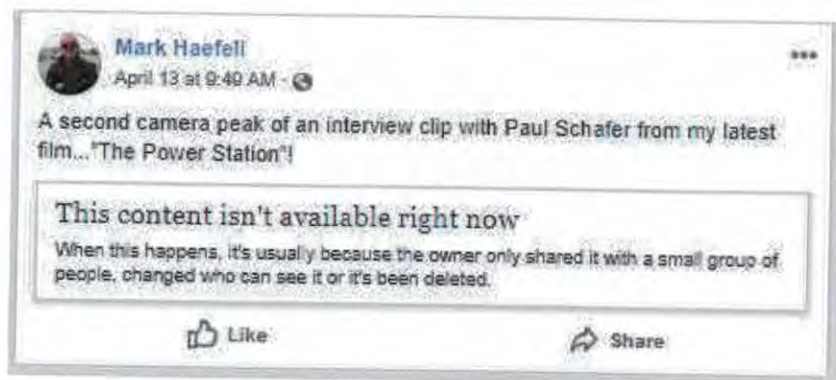 Mark Haefeli
April 13 at 9:49 AM ·
A second camera peak of an interview clip with Paul Schafer from my latest
film..."The Power Station"!
This content isn't available right now
When this happens, it's usually because the owner only shared it with a small group of
people, changed who can see it or it's been deleted.
Like
Share